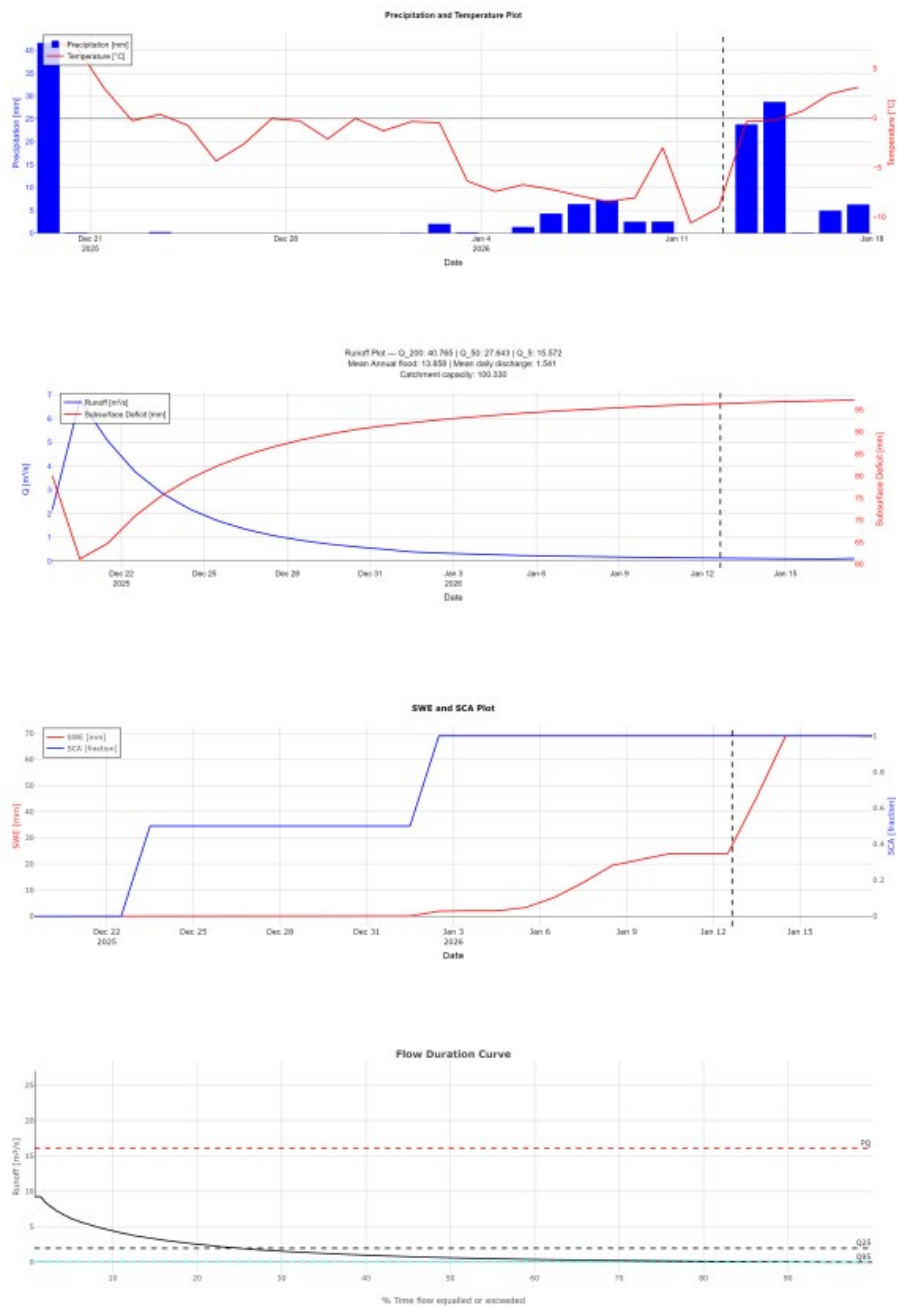 Precipitation and Temperature Plot
Precipitation [mm]
Temperature [°C]
40
35
30
25
20
15
10
5
0
5
0
−5
−10
Precipitation [mm]
Temperature [°C]
Dec 21
2025
Dec 28
Jan 4
2026
Jan 11
Jan 18
Date
Runoff Plot — Q_200: 40.765 | Q_50: 27.643 | Q_5: 15.572
Mean Annual flood: 13.859 | Mean daily discharge: 1.541
Catchment capacity: 100.330
Runoff [m³/s]
Subsurface Deficit [mm]
7
6
5
4
3
2
1
0
95
90
85
80
75
70
65
60
Q [m³/s]
Subsurface Deficit [mm]
Dec 22
2025
Dec 25
Dec 28
Dec 31
Jan 3
2026
Jan 6
Jan 9
Jan 12
Jan 15
Date
SWE and SCA Plot
SWE [mm]
SCA [fraction]
70
60
50
40
30
20
10
0
1
0.8
0.6
0.4
0.2
0
SWE [mm]
SCA [fraction]
Dec 22
2025
Dec 25
Dec 28
Dec 31
Jan 3
2026
Jan 6
Jan 9
Jan 12
Jan 15
Date
Flow Duration Curve
25
20
15
10
5
0
Runoff [m³/s]
PQ
Q25
Q95
10
20
30
40
50
60
70
80
90
% Time flow equalled or exceeded